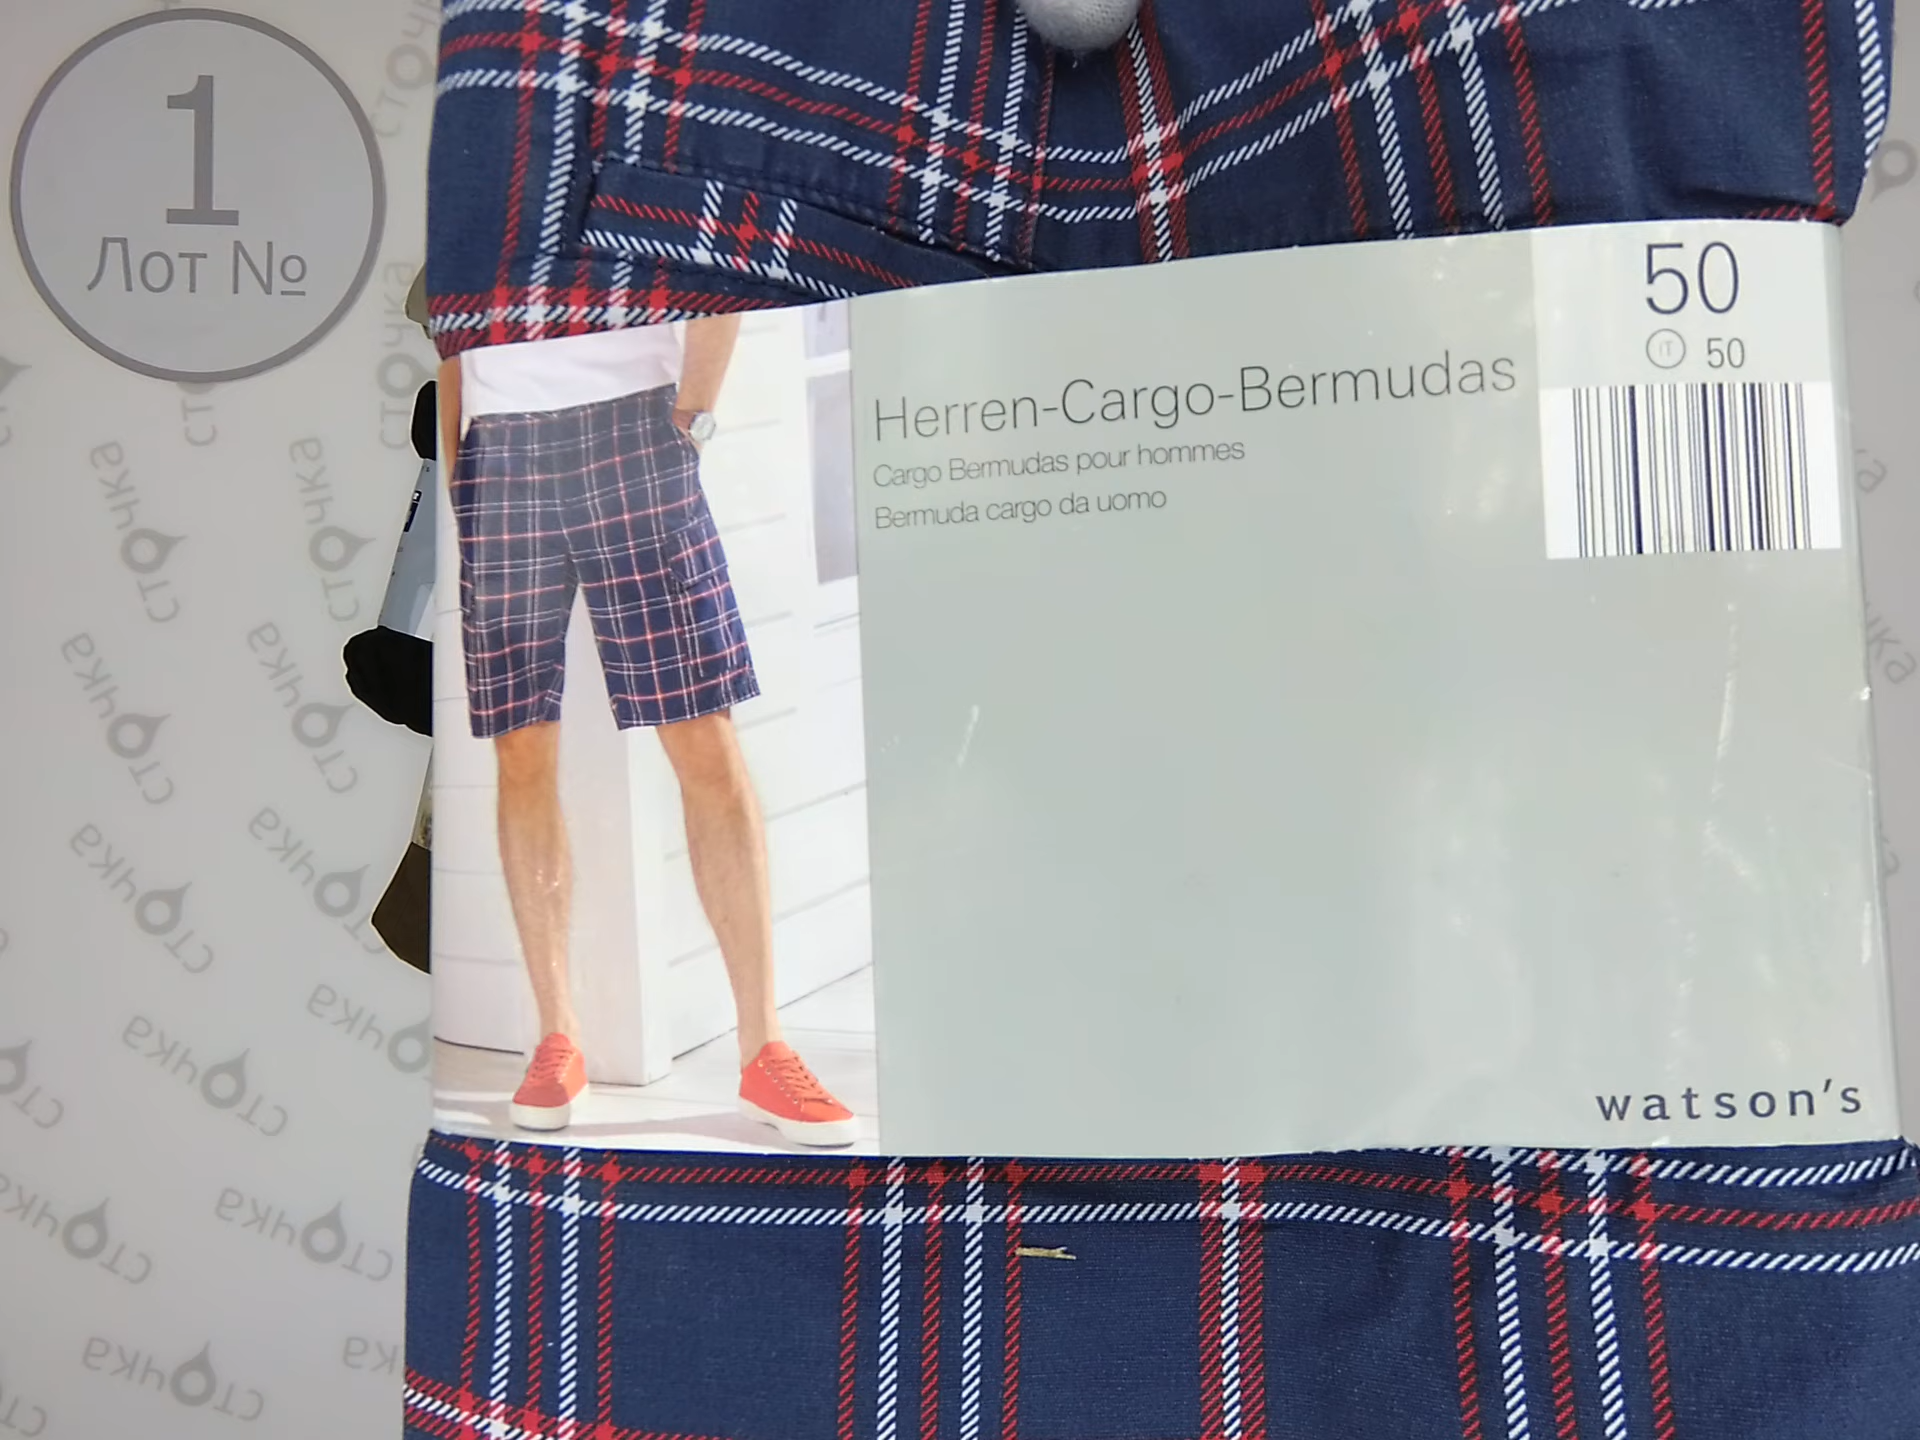 1
Лот №
50
IT 50
Herren-Cargo-Bermudas
Cargo Bermudas pour hommes
Bermuda cargo da uomo
watson's
сточка